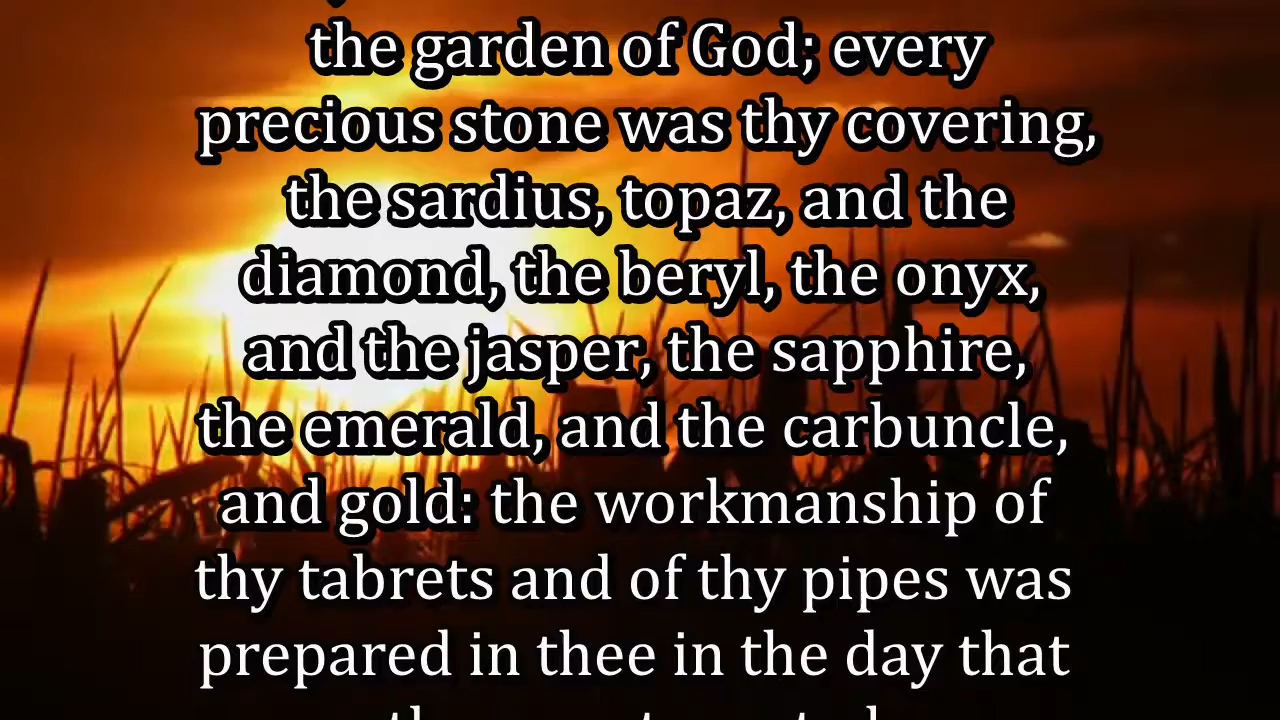 the garden of God; every
precious stone was thy covering,
the sardius, topaz, and the
diamond, the beryl, the onyx,
and the jasper, the sapphire,
the emerald, and the carbuncle,
and gold: the workmanship of
thy tabrets and of thy pipes was
prepared in thee in the day that